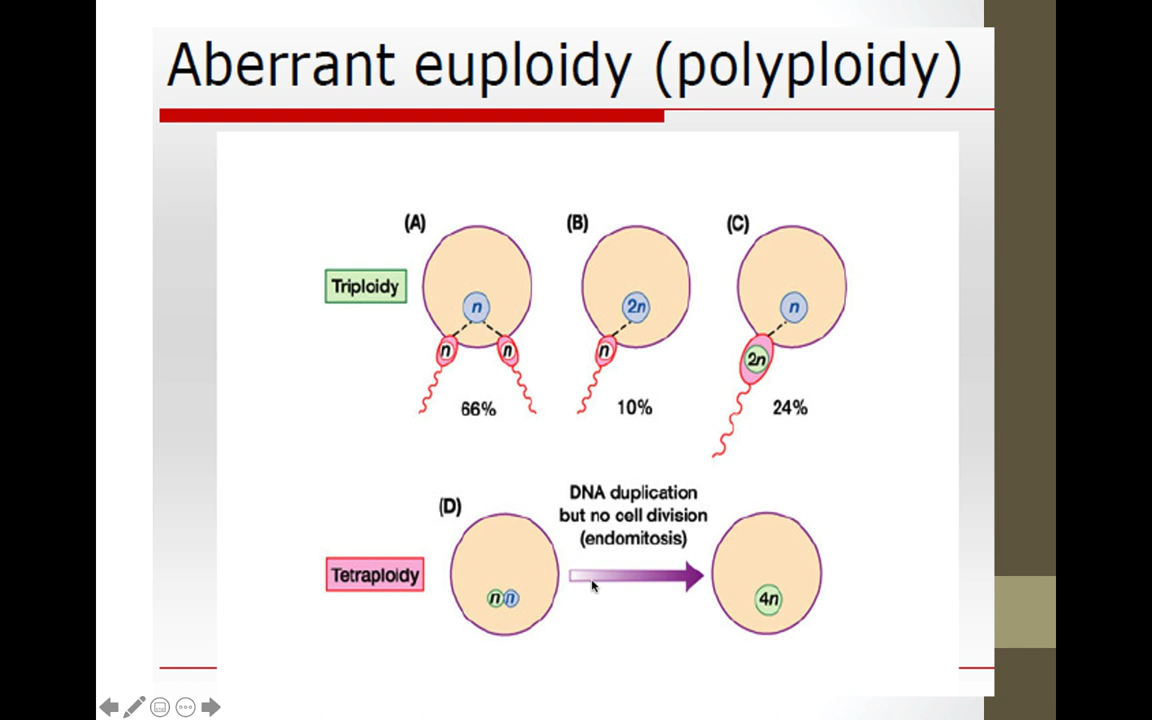 Aberrant euploidy (polyploidy)
(A)
(B)
(C)
Triploidy
n
2n
n
n
n
n
2n
66%
10%
24%
(D)
DNA duplication
but no cell division
(endomitosis)
Tetraploidy
n n
4n